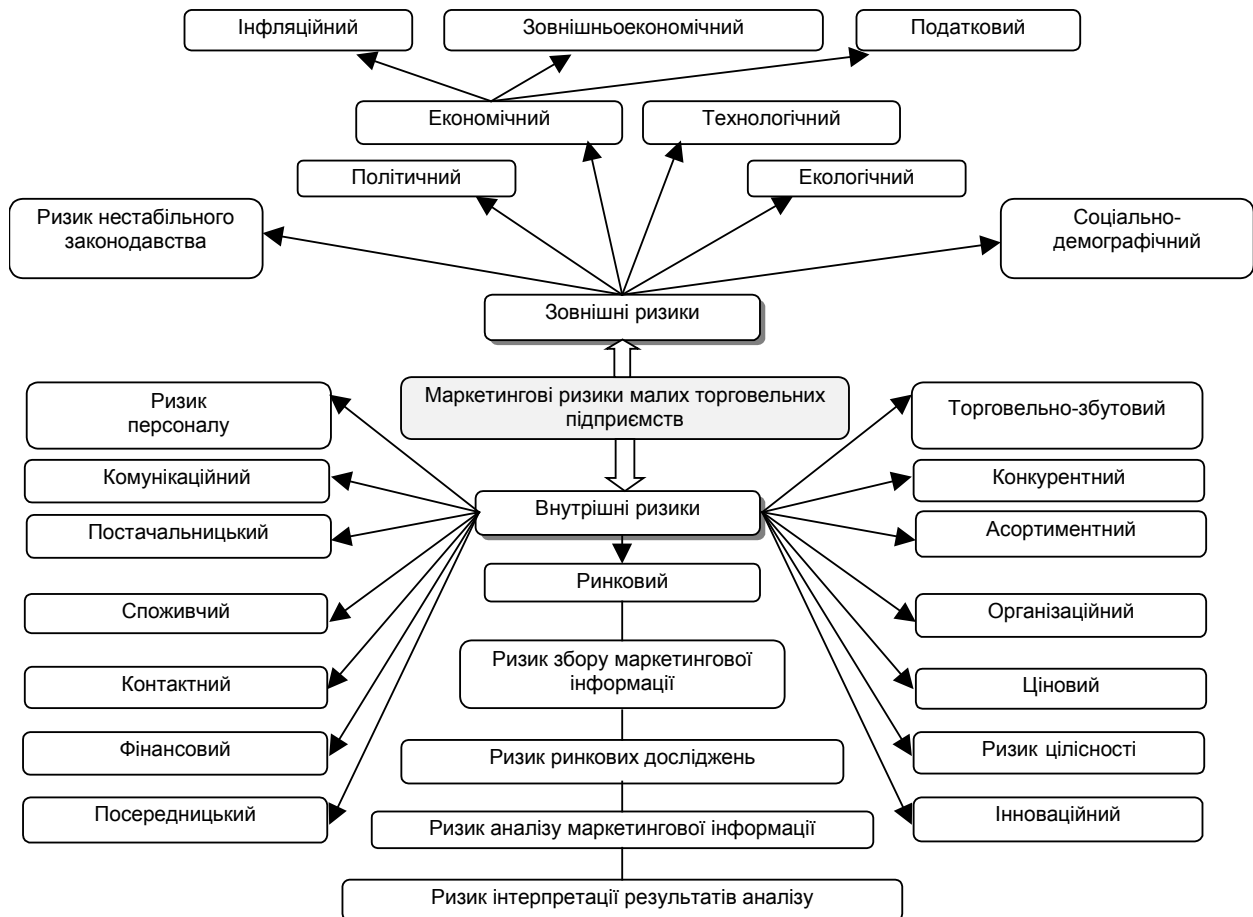 Інфляційний
Зовнішньоекономічний
Податковий
Економічний
Технологічний
Політичний
Екологічний
Ризик нестабільного
законодавства
Соціально-
демографічний
Зовнішні ризики
Маркетингові ризики малих торговельних
підприємств
Ризик
персоналу
Торговельно-збутовий
Комунікаційний
Конкурентний
Постачальницький
Внутрішні ризики
Асортиментний
Ринковий
Споживчий
Організаційний
Ризик збору маркетингової
інформації
Контактний
Ціновий
Фінансовий
Ризик ринкових досліджень
Ризик цілісності
Посередницький
Ризик аналізу маркетингової інформації
Інноваційний
Ризик інтерпретації результатів аналізу